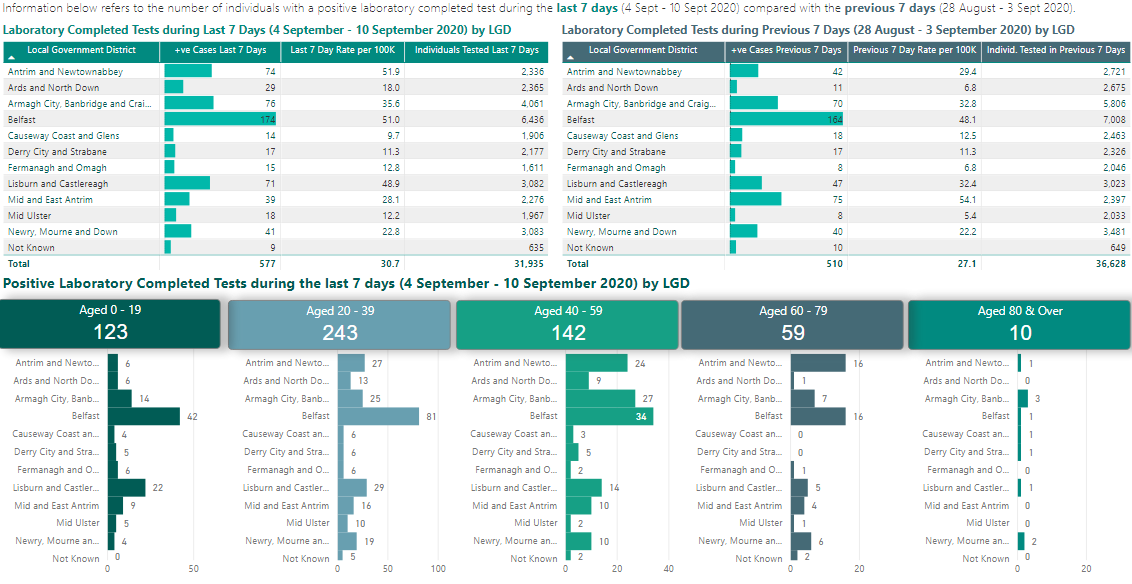 Information below refers to the number of individuals with a positive laboratory completed test during the last 7 days (4 Sept - 10 Sept 2020) compared with the previous 7 days (28 August - 3 Sept 2020).
Laboratory Completed Tests during Last 7 Days (4 September - 10 September 2020) by LGD
Local Government District +ve Cases Last 7 Days Last 7 Day Rate per 100K Individuals Tested Last 7 Days
Antrim and Newtownabbey 74 51.9 2,336
Ards and North Down 29 18.0 2,365
Armagh City, Banbridge and Crai... 76 35.6 4,061
Belfast 174 51.0 6,436
Causeway Coast and Glens 14 9.7 1,906
Derry City and Strabane 17 11.3 2,177
Fermanagh and Omagh 15 12.8 1,611
Lisburn and Castlereagh 71 48.9 3,082
Mid and East Antrim 39 28.1 2,276
Mid Ulster 18 12.2 1,967
Newry, Mourne and Down 41 22.8 3,083
Not Known 9 635
Total 577 30.7 31,935
Laboratory Completed Tests during Previous 7 Days (28 August - 3 September 2020) by LGD
Local Government District +ve Cases Previous 7 Days Previous 7 Day Rate per 100K Individ. Tested in Previous 7 Days
Antrim and Newtownabbey 42 29.4 2,721
Ards and North Down 11 6.8 2,675
Armagh City, Banbridge and Craig... 70 32.8 5,806
Belfast 164 48.1 7,008
Causeway Coast and Glens 18 12.5 2,463
Derry City and Strabane 17 11.3 2,326
Fermanagh and Omagh 8 6.8 2,046
Lisburn and Castlereagh 47 32.4 3,023
Mid and East Antrim 75 54.1 2,397
Mid Ulster 8 5.4 2,033
Newry, Mourne and Down 40 22.2 3,481
Not Known 10 649
Total 510 27.1 36,628
Positive Laboratory Completed Tests during the last 7 days (4 September - 10 September 2020) by LGD
Aged 0 - 19
123
Antrim and Newto... 6
Ards and North Do... 6
Armagh City, Banb... 14
Belfast 42
Causeway Coast an... 4
Derry City and Stra... 5
Fermanagh and O... 6
Lisburn and Castler... 22
Mid and East Antrim 9
Mid Ulster 5
Newry, Mourne an... 4
Not Known 0
0 50
Aged 20 - 39
243
Antrim and Newto... 27
Ards and North Do... 13
Armagh City, Banb... 25
Belfast 81
Causeway Coast an... 6
Derry City and Stra... 6
Fermanagh and O... 6
Lisburn and Castler... 29
Mid and East Antrim 16
Mid Ulster 10
Newry, Mourne an... 19
Not Known 5
0 50 100
Aged 40 - 59
142
Antrim and Newto... 24
Ards and North Do... 9
Armagh City, Banb... 27
Belfast 34
Causeway Coast an... 3
Derry City and Stra... 5
Fermanagh and O... 2
Lisburn and Castler... 14
Mid and East Antrim 10
Mid Ulster 2
Newry, Mourne an... 10
Not Known 2
0 20 40
Aged 60 - 79
59
Antrim and Newto... 16
Ards and North Do... 1
Armagh City, Banb... 7
Belfast 16
Causeway Coast an... 0
Derry City and Stra... 0
Fermanagh and O... 1
Lisburn and Castler... 5
Mid and East Antrim 4
Mid Ulster 1
Newry, Mourne an... 6
Not Known 2
0 20
Aged 80 & Over
10
Antrim and Newto... 1
Ards and North Do... 0
Armagh City, Banb... 3
Belfast 1
Causeway Coast an... 1
Derry City and Stra... 1
Fermanagh and O... 0
Lisburn and Castler... 1
Mid and East Antrim 0
Mid Ulster 0
Newry, Mourne an... 2
Not Known 0
0 20